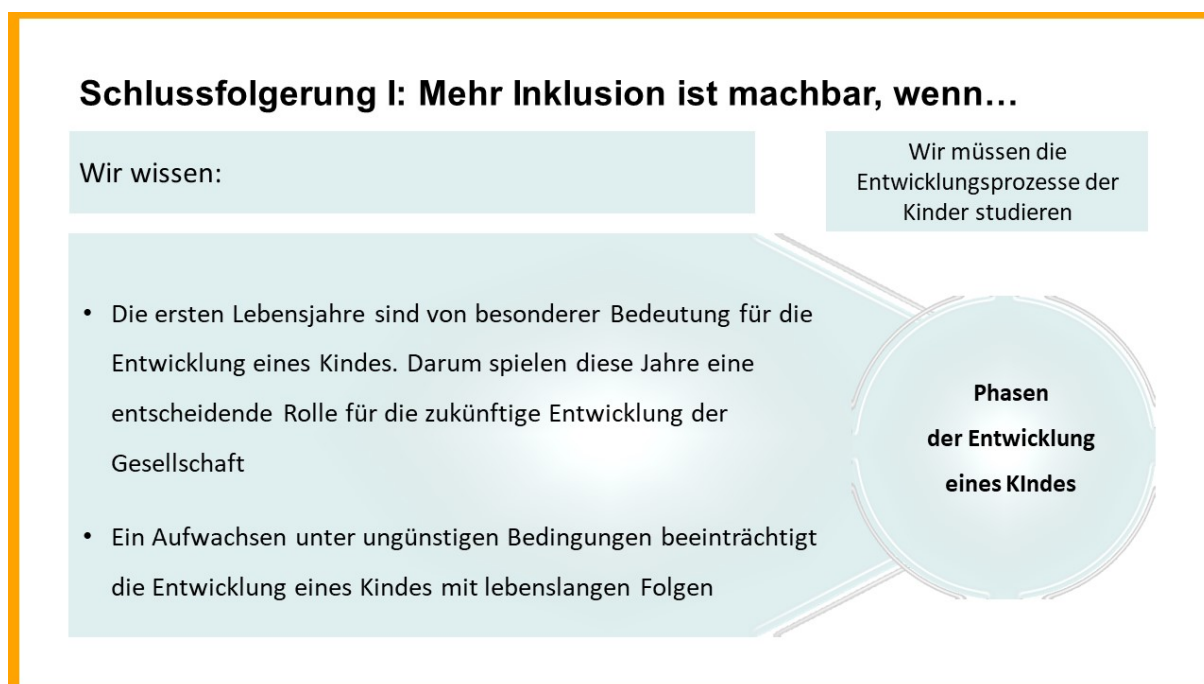 Schlussfolgerung I: Mehr Inklusion ist machbar, wenn…
Wir wissen:
Wir müssen die
Entwicklungsprozesse der
Kinder studieren
• Die ersten Lebensjahre sind von besonderer Bedeutung für die
Entwicklung eines Kindes. Darum spielen diese Jahre eine
entscheidende Rolle für die zukünftige Entwicklung der
Gesellschaft
• Ein Aufwachsen unter ungünstigen Bedingungen beeinträchtigt
die Entwicklung eines Kindes mit lebenslangen Folgen
Phasen
der Entwicklung
eines KIndes